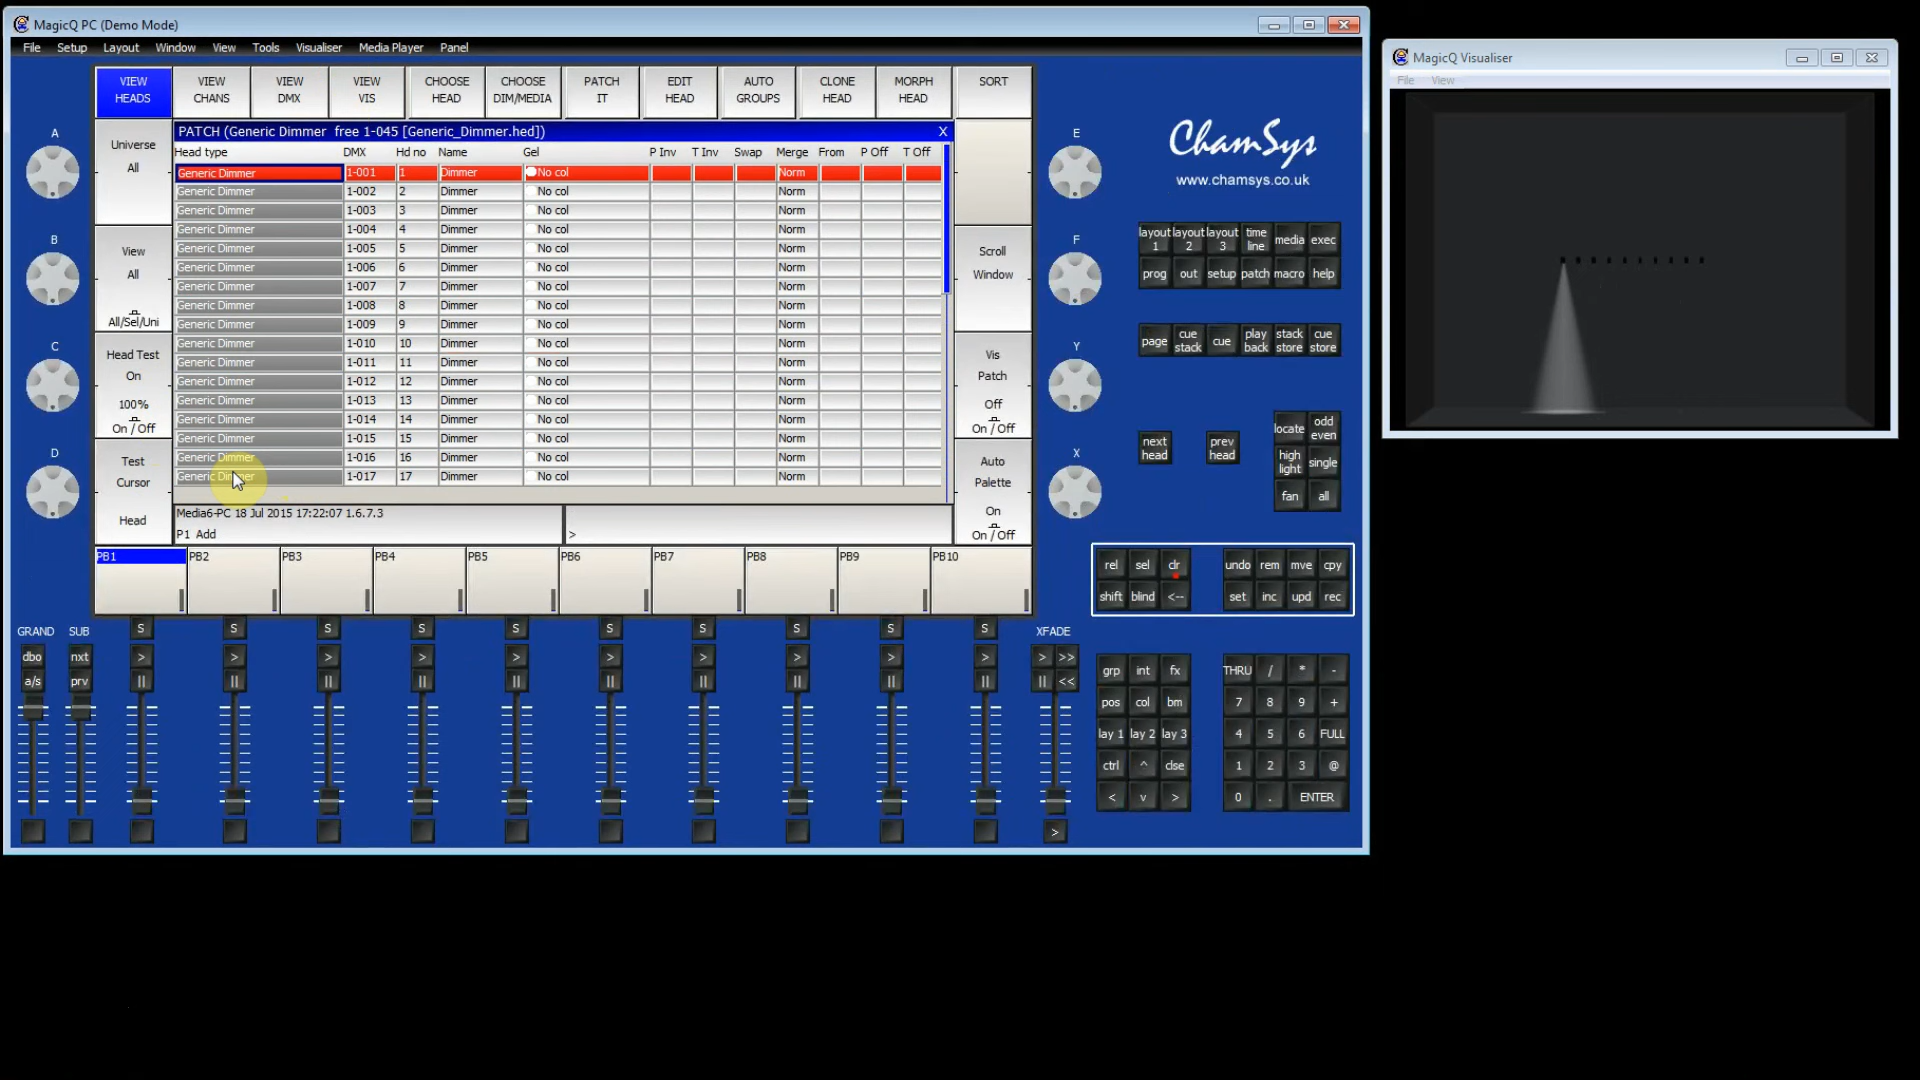 MagicQ PC (Demo Mode)
File Setup Layout Window View Tools Visualiser Media Player Panel
VIEW HEADS
VIEW CHANS
VIEW DMX
VIEW VIS
CHOOSE HEAD
CHOOSE DIM/MEDIA
PATCH IT
EDIT HEAD
AUTO GROUPS
CLONE HEAD
MORPH HEAD
SORT
PATCH (Generic Dimmer free 1-045 [Generic_Dimmer.hed]) X
Head type DMX Hd no Name Gel P Inv T Inv Swap Merge From P Off T Off
Generic Dimmer 1-001 1 Dimmer No col Norm
Generic Dimmer 1-002 2 Dimmer No col Norm
Generic Dimmer 1-003 3 Dimmer No col Norm
Generic Dimmer 1-004 4 Dimmer No col Norm
Generic Dimmer 1-005 5 Dimmer No col Norm
Generic Dimmer 1-006 6 Dimmer No col Norm
Generic Dimmer 1-007 7 Dimmer No col Norm
Generic Dimmer 1-008 8 Dimmer No col Norm
Generic Dimmer 1-009 9 Dimmer No col Norm
Generic Dimmer 1-010 10 Dimmer No col Norm
Generic Dimmer 1-011 11 Dimmer No col Norm
Generic Dimmer 1-012 12 Dimmer No col Norm
Generic Dimmer 1-013 13 Dimmer No col Norm
Generic Dimmer 1-014 14 Dimmer No col Norm
Generic Dimmer 1-015 15 Dimmer No col Norm
Generic Dimmer 1-016 16 Dimmer No col Norm
Generic Dimmer 1-017 17 Dimmer No col Norm
Media6-PC 18 Jul 2015 17:22:07 1.6.7.3
P1 Add
>
A
B
C
D
Universe
All
View
All
All/Sel/Uni
Head Test
On
100%
On / Off
Test
Cursor
Head
Scroll
Window
Vis
Patch
Off
On / Off
Auto
Palette
On
On / Off
E
F
Y
X
PB1 PB2 PB3 PB4 PB5 PB6 PB7 PB8 PB9 PB10
GRAND SUB S S S S S S S S S S XFADE
dbo nxt > > > > > > > > > > > >>
a/s prv || || || || || || || || || || || <<
>
ChamSys
www.chamsys.co.uk
layout 1 layout 2 layout 3 time line media exec
prog out setup patch macro help
page cue stack cue play back stack store cue store
next head prev head
locate odd even
high light single
fan all
rel sel clr undo rem mve cpy
shift blind <-- set inc upd rec
grp int fx THRU / * -
pos col bm 7 8 9 +
lay 1 lay 2 lay 3 4 5 6 FULL
ctrl ^ clse 1 2 3 @
< v > 0 . ENTER
MagicQ Visualiser
File View